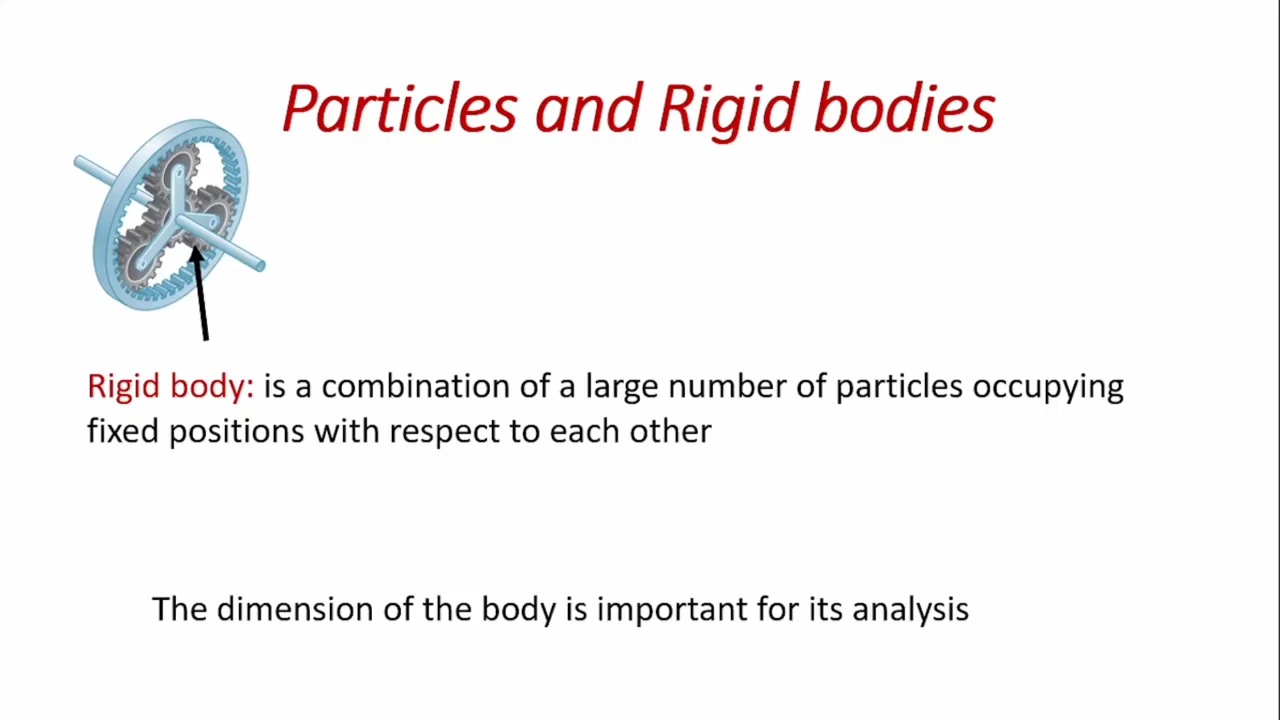 Particles and Rigid bodies
Rigid body: is a combination of a large number of particles occupying
fixed positions with respect to each other
The dimension of the body is important for its analysis